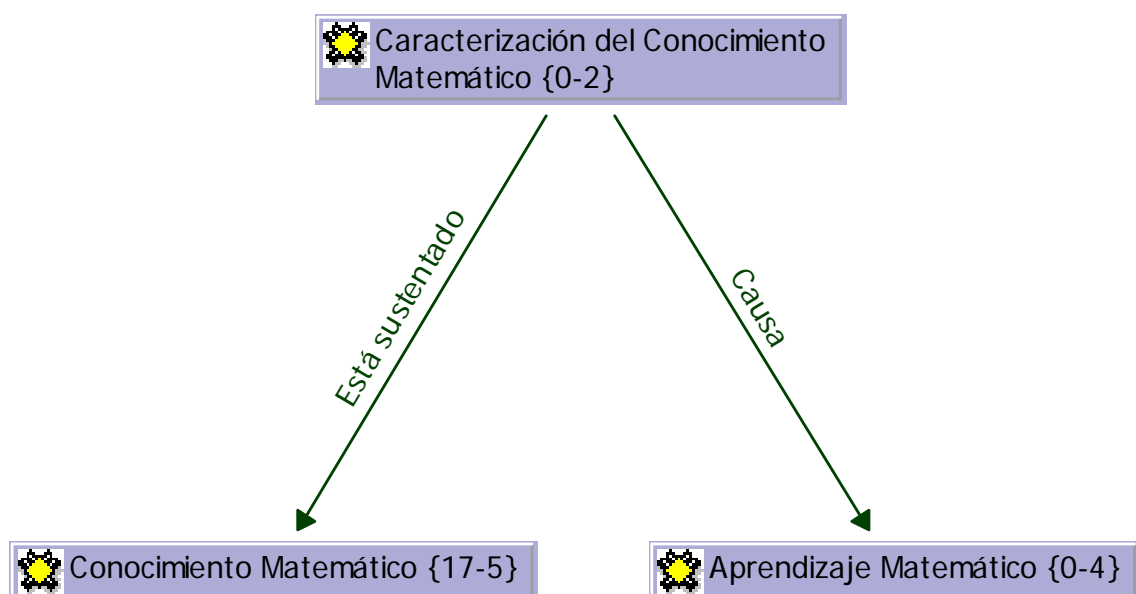 Caracterización del Conocimiento
Matemático {0-2}
Está sustentado
Causa
Conocimiento Matemático {17-5}
Aprendizaje Matemático {0-4}